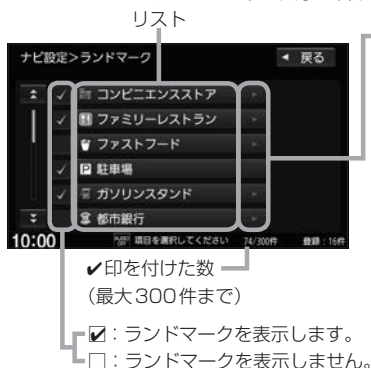 リスト
ナビ設定>ランドマーク
◀ 戻る
✓ コンビニエンスストア
✓ ファミリーレストラン
ファストフード
✓ P 駐車場
✓ ガソリンスタンド
都市銀行
10:00
項目を選択してください 74/300件 登録:16件
✔印を付けた数
(最大300件まで)
☑:ランドマークを表示します。
□:ランドマークを表示しません。